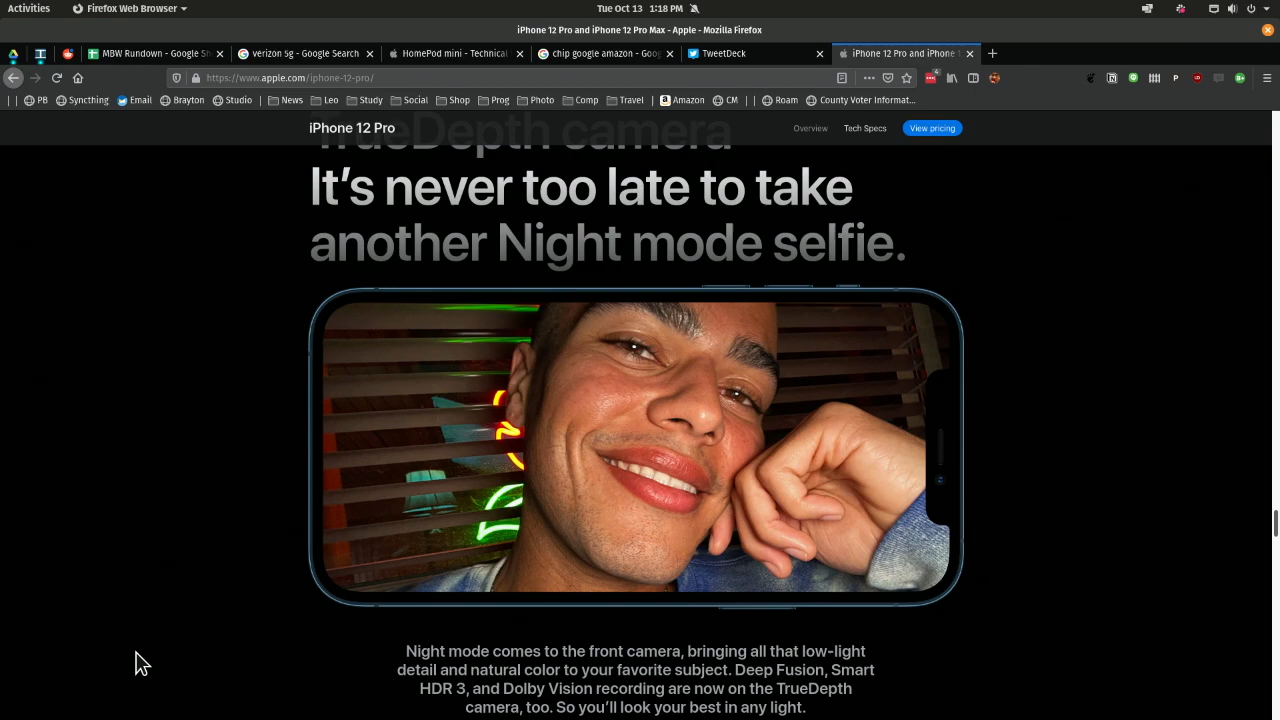 Activities Firefox Web Browser Tue Oct 13 1:18 PM
iPhone 12 Pro and iPhone 12 Pro Max - Apple - Mozilla Firefox
MBW Rundown - Google Sh verizon 5g - Google Search HomePod mini - Technical chip google amazon - Goog TweetDeck iPhone 12 Pro and iPhone
https://www.apple.com/iphone-12-pro/
PB Syncthing Email Brayton Studio News Leo Study Social Shop Prog Photo Comp Travel Amazon CM Roam County Voter Informat...
iPhone 12 Pro Overview Tech Specs View pricing
TrueDepth camera
It’s never too late to take
another Night mode selfie.
Night mode comes to the front camera, bringing all that low-light
detail and natural color to your favorite subject. Deep Fusion, Smart
HDR 3, and Dolby Vision recording are now on the TrueDepth
camera, too. So you’ll look your best in any light.